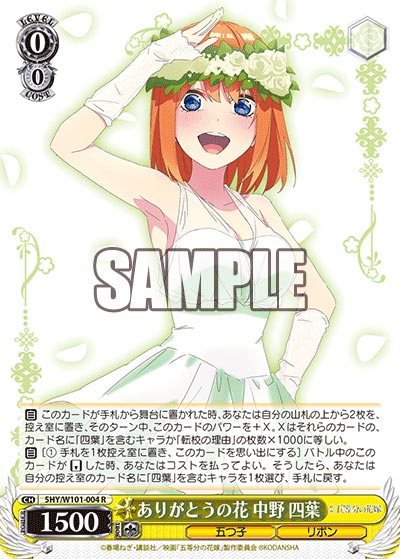 LEVEL
0
0
COST
SAMPLE
自 このカードが手札から舞台に置かれた時、あなたは自分の山札の上から2枚を、
控え室に置き、そのターン中、このカードのパワーを＋X。Xはそれらのカードの、
カード名に「四葉」を含むキャラか「転校の理由」の枚数×1000に等しい。
自 ［① 手札を1枚控え室に置き、このカードを思い出にする］ バトル中のこのカー
ドが した時、あなたはコストを払ってよい。そうしたら、あなたは
自分の控え室のカード名に「四葉」を含むキャラを1枚選び、手札に戻す。
CH 5HY/W101-004 R
ありがとうの花 中野 四葉
五等分の花嫁
1500
五つ子
リボン
©春場ねぎ・講談社／映画「五等分の花嫁」製作委員会 ®KODANSHA